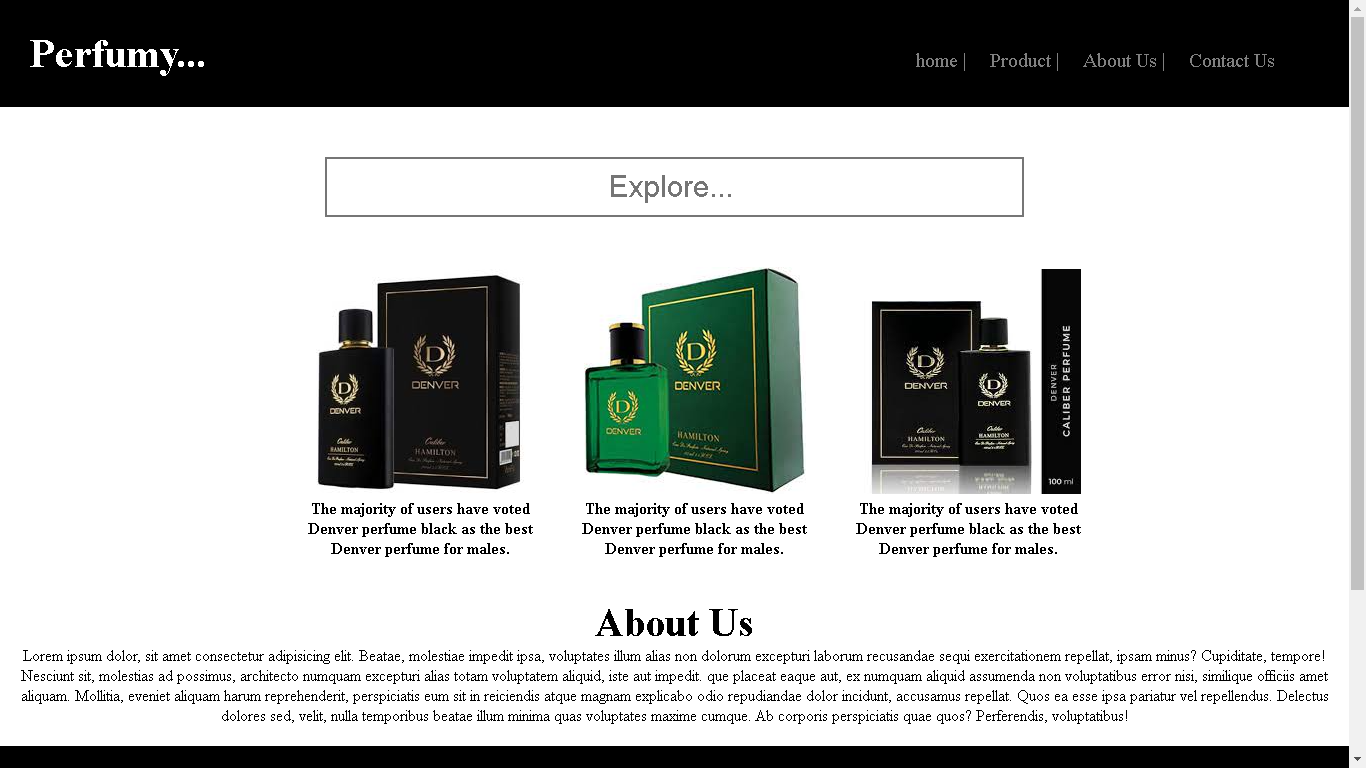 Perfumy...
home |
Product |
About Us |
Contact Us
Explore...
D
DENVER
Caliber
HAMILTON
D
DENVER
D
DENVER
HAMILTON
D
DENVER
D
DENVER
Caliber
HAMILTON
D
DENVER
Caliber
HAMILTON
DENVER
CALIBER PERFUME
100 ml
The majority of users have voted
Denver perfume black as the best
Denver perfume for males.
The majority of users have voted
Denver perfume black as the best
Denver perfume for males.
The majority of users have voted
Denver perfume black as the best
Denver perfume for males.
About Us
Lorem ipsum dolor, sit amet consectetur adipisicing elit. Beatae, molestiae impedit ipsa, voluptates illum alias non dolorum excepturi laborum recusandae sequi exercitationem repellat, ipsam minus? Cupiditate, tempore!
Nesciunt sit, molestias ad possimus, architecto numquam excepturi alias totam voluptatem aliquid, iste aut impedit. que placeat eaque aut, ex numquam aliquid assumenda non voluptatibus error nisi, similique officiis amet
aliquam. Mollitia, eveniet aliquam harum reprehenderit, perspiciatis eum sit in reiciendis atque magnam explicabo odio repudiandae dolor incidunt, accusamus repellat. Quos ea esse ipsa pariatur vel repellendus. Delectus
dolores sed, velit, nulla temporibus beatae illum minima quas voluptates maxime cumque. Ab corporis perspiciatis quae quos? Perferendis, voluptatibus!